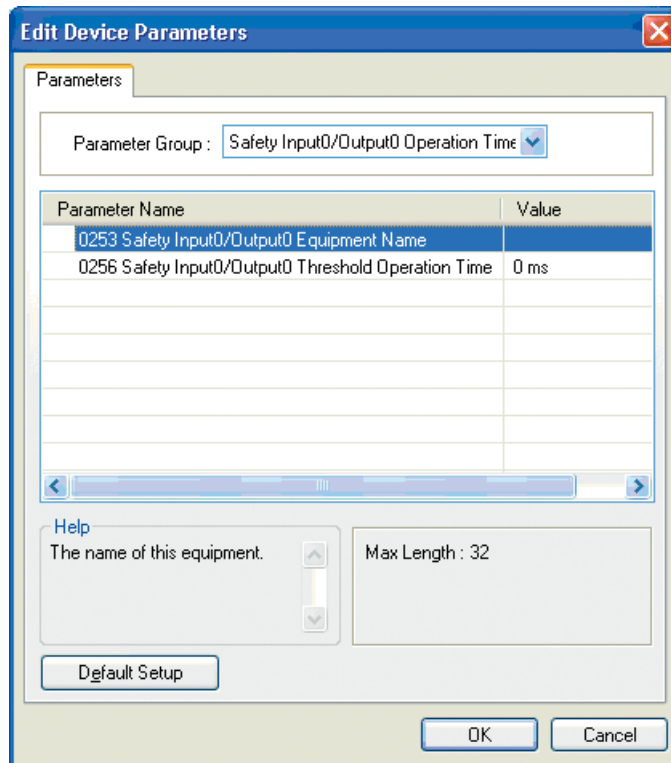 Edit Device Parameters
Parameters
Parameter Group : Safety Input0/Output0 Operation Time
Parameter Name Value
0253 Safety Input0/Output0 Equipment Name
0256 Safety Input0/Output0 Threshold Operation Time 0 ms
Help
The name of this equipment.
Max Length : 32
Default Setup
OK Cancel